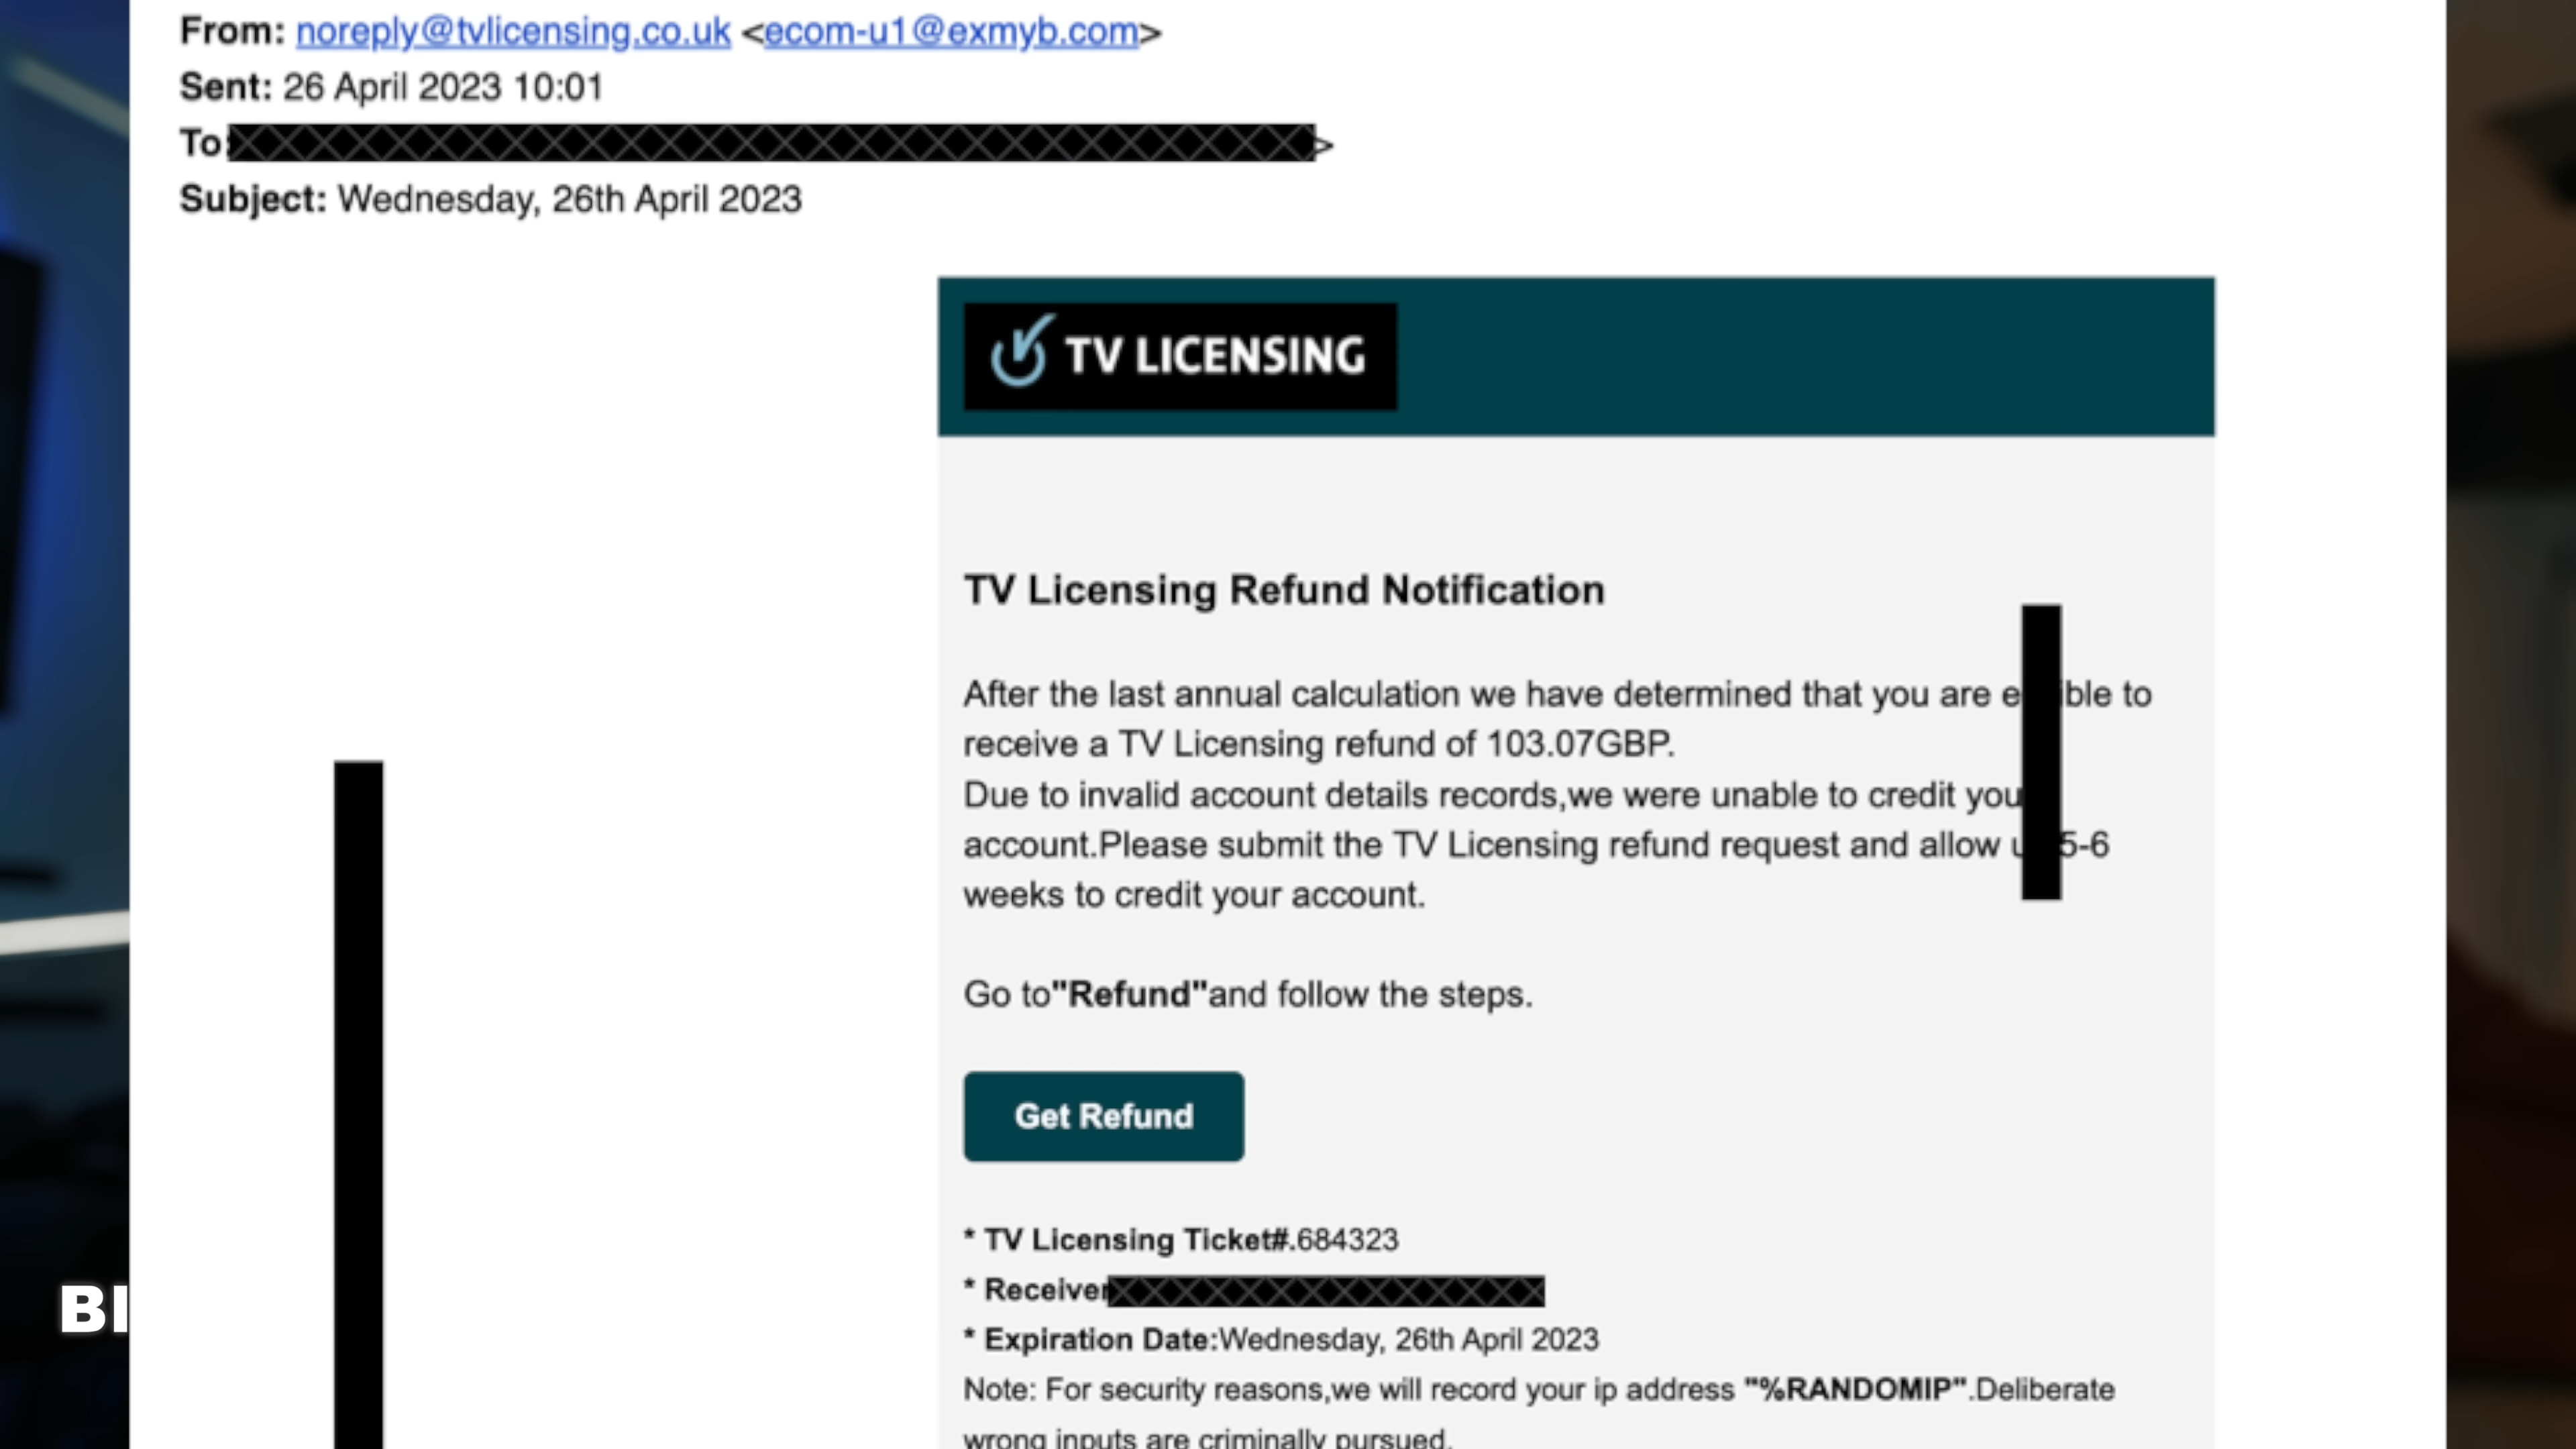 From: noreply@tvlicensing.co.uk <ecom-u1@exmyb.com>
Sent: 26 April 2023 10:01
To: >
Subject: Wednesday, 26th April 2023
TV LICENSING
TV Licensing Refund Notification
After the last annual calculation we have determined that you are to
receive a TV Licensing refund of 103.07GBP.
Due to invalid account details records,we were unable to credit you
account.Please submit the TV Licensing refund request and allow 5-6
weeks to credit your account.
Go to"Refund"and follow the steps.
Get Refund
* TV Licensing Ticket#.684323
* Receiver
* Expiration Date:Wednesday, 26th April 2023
Note: For security reasons,we will record your ip address "%RANDOMIP".Deliberate
wrong inputs are criminally pursued.